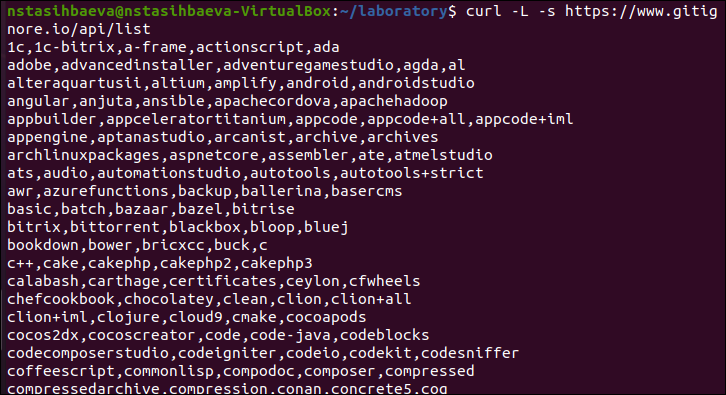 nstasihbaeva@nstasihbaeva-VirtualBox:~/laboratory$ curl -L -s https://www.gitig
nore.io/api/list
1c,1c-bitrix,a-frame,actionscript,ada
adobe,advancedinstaller,adventuregamestudio,agda,al
alteraquartusii,altium,amplify,android,androidstudio
angular,anjuta,ansible,apachecordova,apachehadoop
appbuilder,appceleratortitanium,appcode,appcode+all,appcode+iml
appengine,aptanastudio,arcanist,archive,archives
archlinuxpackages,aspnetcore,assembler,ate,atmelstudio
ats,audio,automationstudio,autotools,autotools+strict
awr,azurefunctions,backup,ballerina,basercms
basic,batch,bazaar,bazel,bitrise
bitrix,bittorrent,blackbox,bloop,bluej
bookdown,bower,bricxcc,buck,c
c++,cake,cakephp,cakephp2,cakephp3
calabash,carthage,certificates,ceylon,cfwheels
chefcookbook,chocolatey,clean,clion,clion+all
clion+iml,clojure,cloud9,cmake,cocoapods
cocos2dx,cocoscreator,code,code-java,codeblocks
codecomposerstudio,codeigniter,codeio,codekit,codesniffer
coffeescript,commonlisp,compodoc,composer,compressed
compressedarchive,compression,conan,concrete5,coq